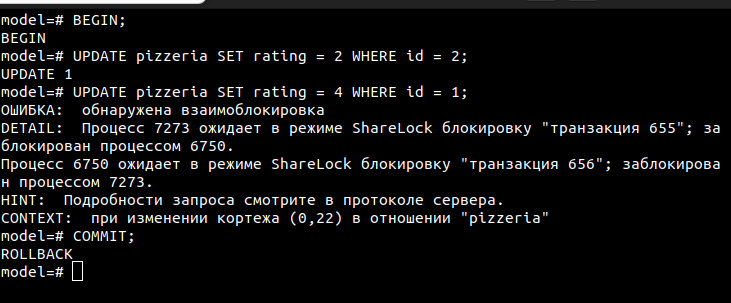 model=# BEGIN;
BEGIN
model=# UPDATE pizzeria SET rating = 2 WHERE id = 2;
UPDATE 1
model=# UPDATE pizzeria SET rating = 4 WHERE id = 1;
ОШИБКА:  обнаружена взаимоблокировка
DETAIL:  Процесс 7273 ожидает в режиме ShareLock блокировку "транзакция 655"; за
блокирован процессом 6750.
Процесс 6750 ожидает в режиме ShareLock блокировку "транзакция 656"; заблокирова
н процессом 7273.
HINT:  Подробности запроса смотрите в протоколе сервера.
CONTEXT:  при изменении кортежа (0,22) в отношении "pizzeria"
model=# COMMIT;
ROLLBACK
model=#